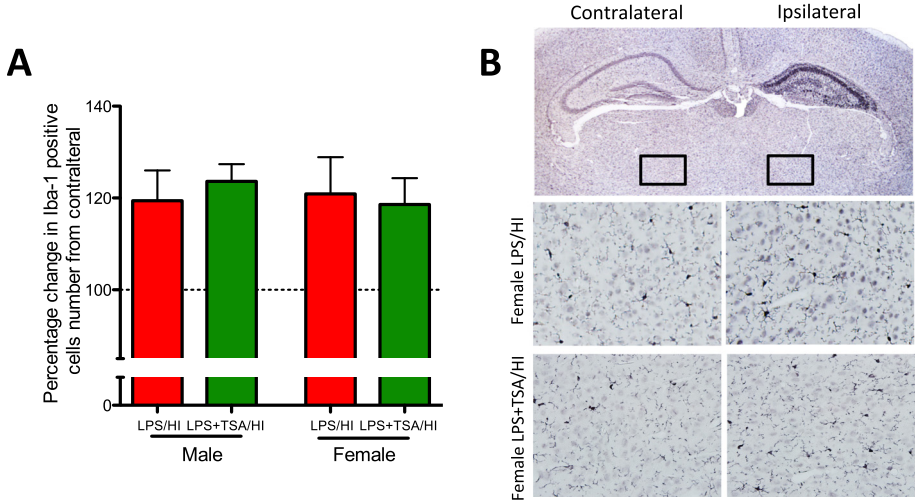 A
Percentage change in Iba-1 positive
cells number from contralteral
140
120
100
0
LPS/HI LPS+TSA/HI LPS/HI LPS+TSA/HI
Male Female
B
Contralateral Ipsilateral
Female LPS/HI
Female LPS+TSA/HI